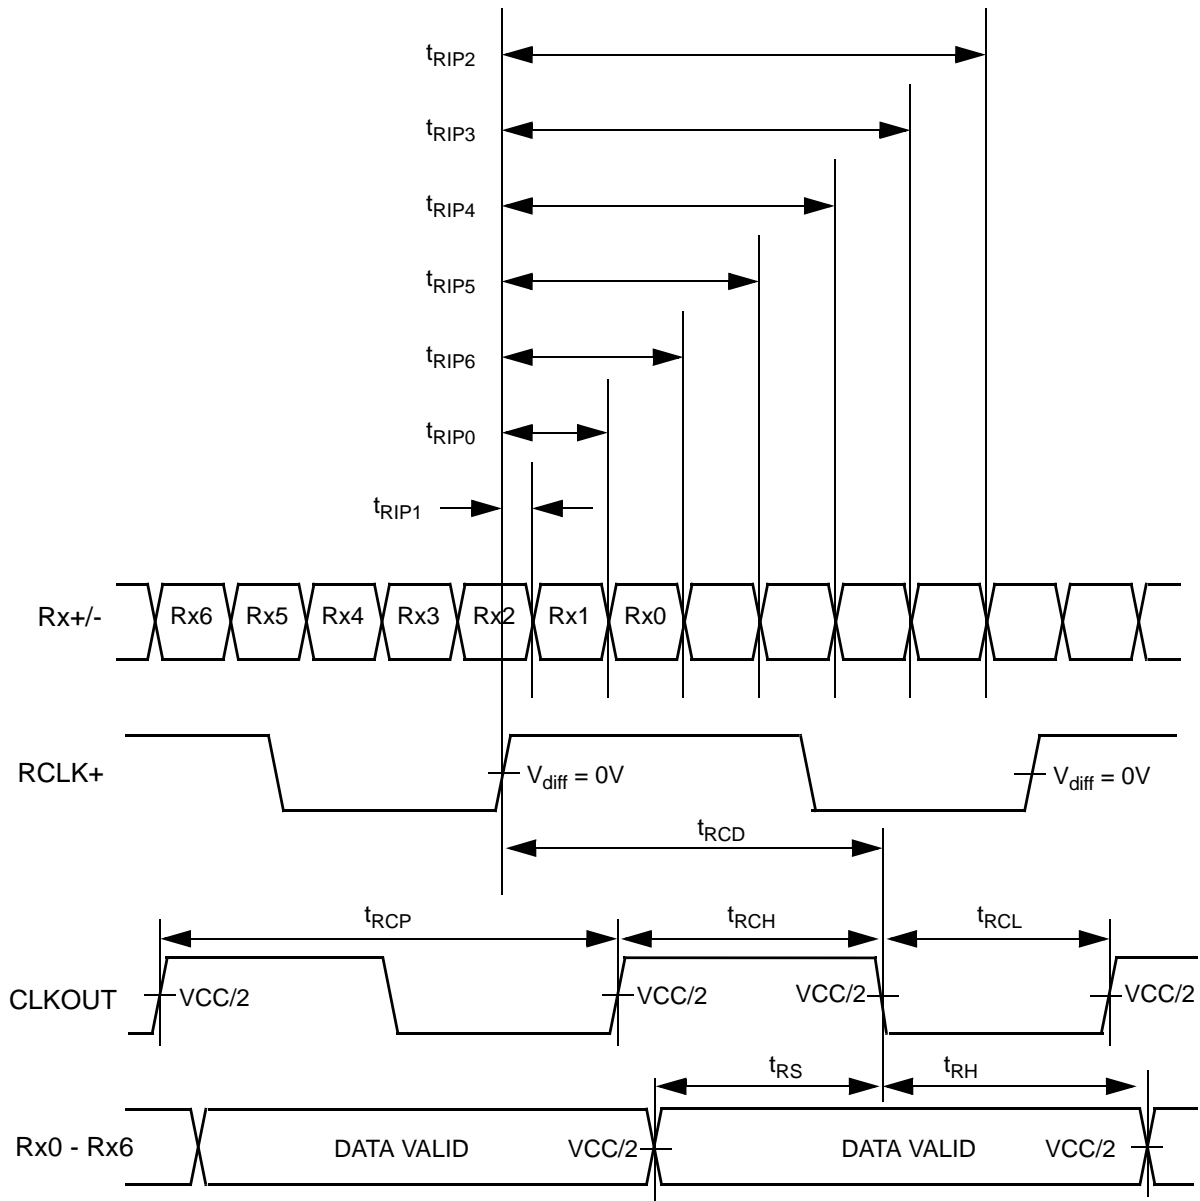 tRIP2
tRIP3
tRIP4
tRIP5
tRIP6
tRIP0
tRIP1
Rx+/- Rx6 Rx5 Rx4 Rx3 Rx2 Rx1 Rx0
RCLK+ Vdiff = 0V Vdiff = 0V
tRCD
tRCP tRCH tRCL
CLKOUT VCC/2 VCC/2 VCC/2 VCC/2
tRS tRH
Rx0 - Rx6 DATA VALID VCC/2 DATA VALID VCC/2